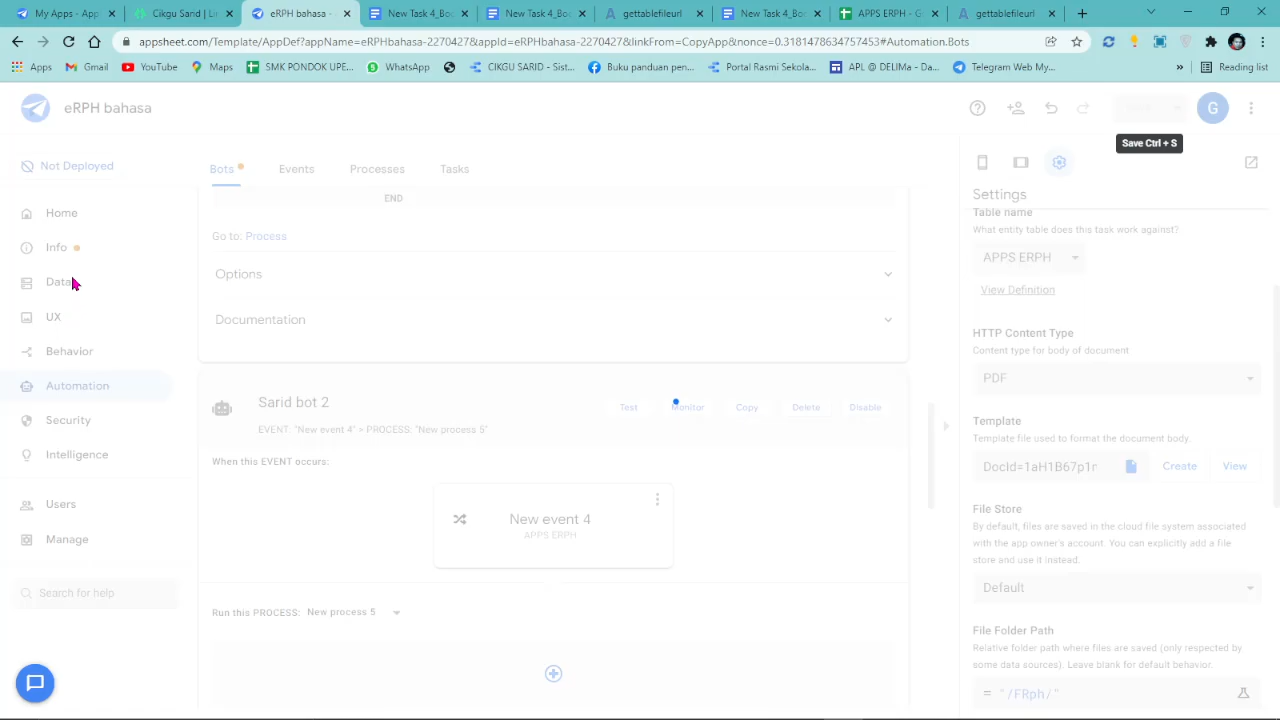 My Apps
Cikgu Sarid
eRPH bahasa
New Task 4_Bo
New Task 4_Bo
gettablefileurl
New Task 4_Bo
APPS ERPH - G
gettablefileurl
appsheet.com/template/AppDef?appName=eRPHbahasa-2270427&appId=eRPHbahasa-2270427&linkFrom=CopyApp&nonce=0.3181478634757453#Automation.Bots
Apps
Gmail
YouTube
Maps
SMK PONDOK UPE...
WhatsApp
CIKGU SARID - Sist...
Buku panduan pen...
Portal Rasmi Sekola...
APL @ DELIMA - Da...
Telegram Web
»
Reading list
eRPH bahasa
G
Save Ctrl + S
Not Deployed
Home
Info
Data
UX
Behavior
Automation
Security
Intelligence
Users
Manage
Search for help
Bots
Events
Processes
Tasks
END
Go to: Process
Options
Documentation
Sarid bot 2
Test
Monitor
Copy
Delete
Disable
EVENT: "New event 4" > PROCESS: "New process 5"
When this EVENT occurs:
New event 4
APPS ERPH
Run this PROCESS: New process 5
Settings
Table name
What entity table does this task work against?
APPS ERPH
View Definition
HTTP Content Type
Content type for body of document
PDF
Template
Template file used to format the document body.
DocId=1aH1B67p1r
Create
View
File Store
By default, files are saved in the cloud file system associated
with the app owner's account. You can explicitly add a file
store and use it instead.
Default
File Folder Path
Relative folder path where files are saved (only respected by
some data sources). Leave blank for default behavior.
= "/FRph/"